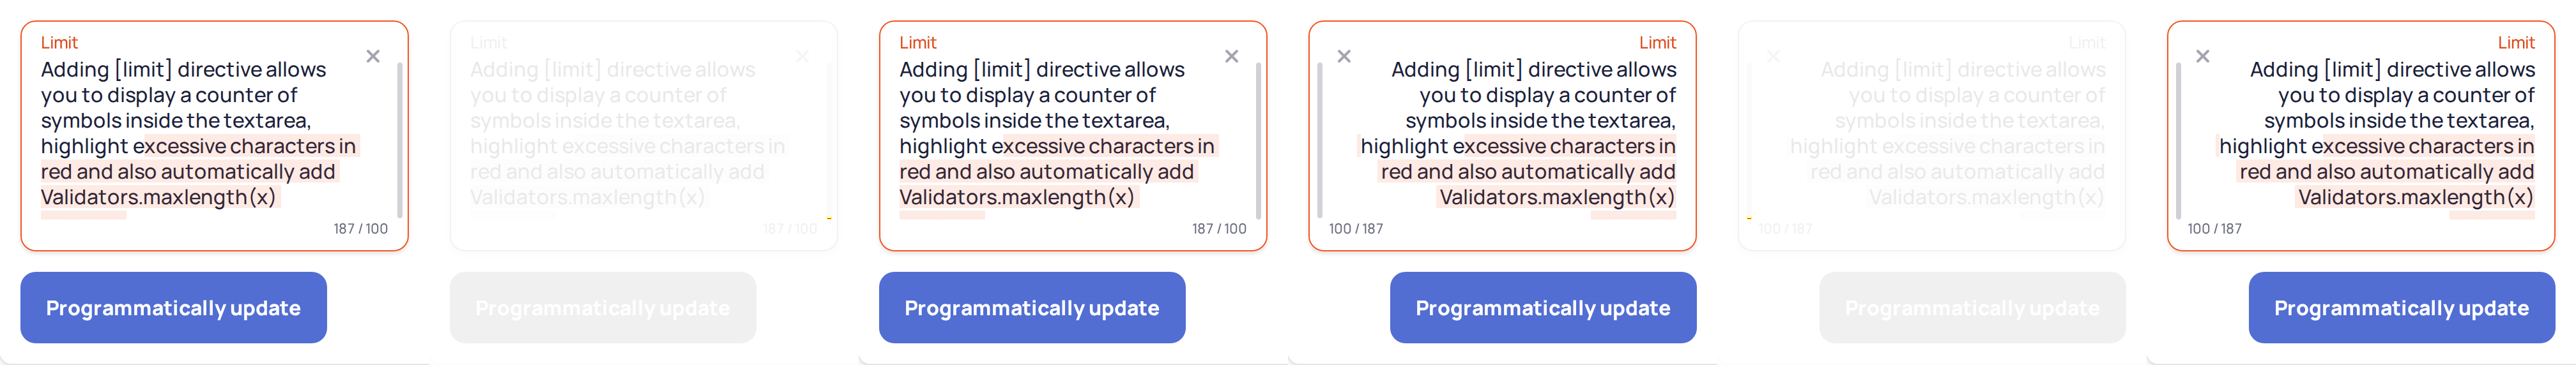 Limit
Adding [limit] directive allows
you to display a counter of
symbols inside the textarea,
highlight excessive characters in
red and also automatically add
Validators.maxlength(x)
187 / 100
Programmatically update
Limit
Adding [limit] directive allows
you to display a counter of
symbols inside the textarea,
highlight excessive characters in
red and also automatically add
Validators.maxlength(x)
187 / 100
Programmatically update
Limit
Adding [limit] directive allows
you to display a counter of
symbols inside the textarea,
highlight excessive characters in
red and also automatically add
Validators.maxlength(x)
187 / 100
Programmatically update
Limit
Adding [limit] directive allows
you to display a counter of
symbols inside the textarea,
highlight excessive characters in
red and also automatically add
Validators.maxlength(x)
100 / 187
Programmatically update
Limit
Adding [limit] directive allows
you to display a counter of
symbols inside the textarea,
highlight excessive characters in
red and also automatically add
Validators.maxlength(x)
100 / 187
Programmatically update
Limit
Adding [limit] directive allows
you to display a counter of
symbols inside the textarea,
highlight excessive characters in
red and also automatically add
Validators.maxlength(x)
100 / 187
Programmatically update